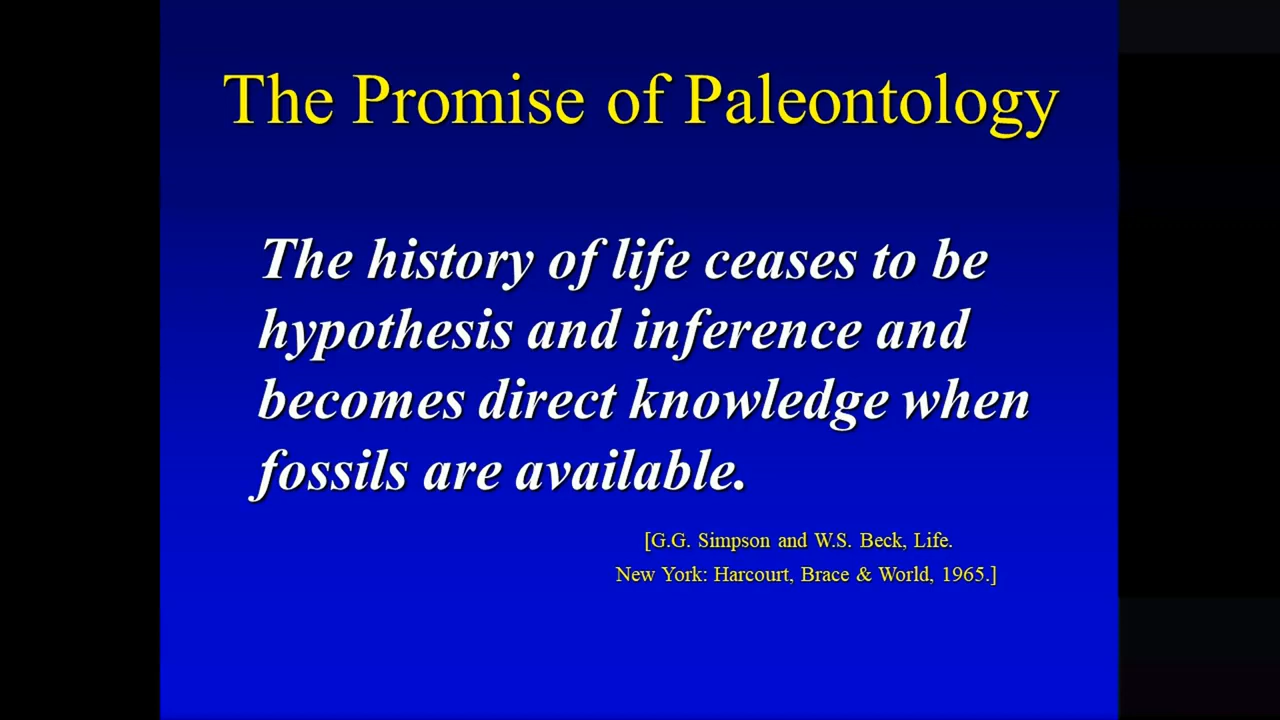 The Promise of Paleontology
The history of life ceases to be
hypothesis and inference and
becomes direct knowledge when
fossils are available.
[G.G. Simpson and W.S. Beck, Life.
New York: Harcourt, Brace & World, 1965.]